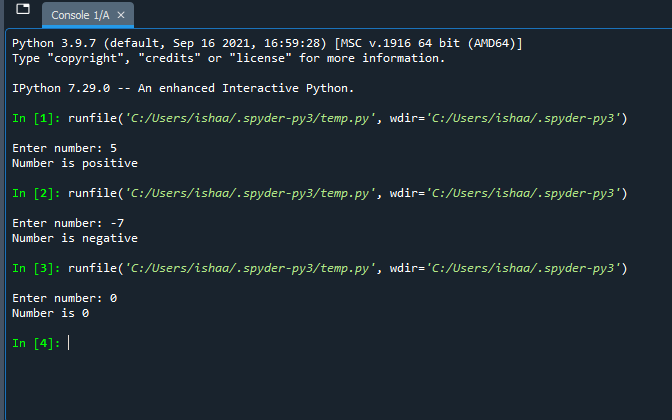 Console 1/A
Python 3.9.7 (default, Sep 16 2021, 16:59:28) [MSC v.1916 64 bit (AMD64)]
Type "copyright", "credits" or "license" for more information.
IPython 7.29.0 -- An enhanced Interactive Python.
In [1]: runfile('C:/Users/ishaa/.spyder-py3/temp.py', wdir='C:/Users/ishaa/.spyder-py3')
Enter number: 5
Number is positive
In [2]: runfile('C:/Users/ishaa/.spyder-py3/temp.py', wdir='C:/Users/ishaa/.spyder-py3')
Enter number: -7
Number is negative
In [3]: runfile('C:/Users/ishaa/.spyder-py3/temp.py', wdir='C:/Users/ishaa/.spyder-py3')
Enter number: 0
Number is 0
In [4]: